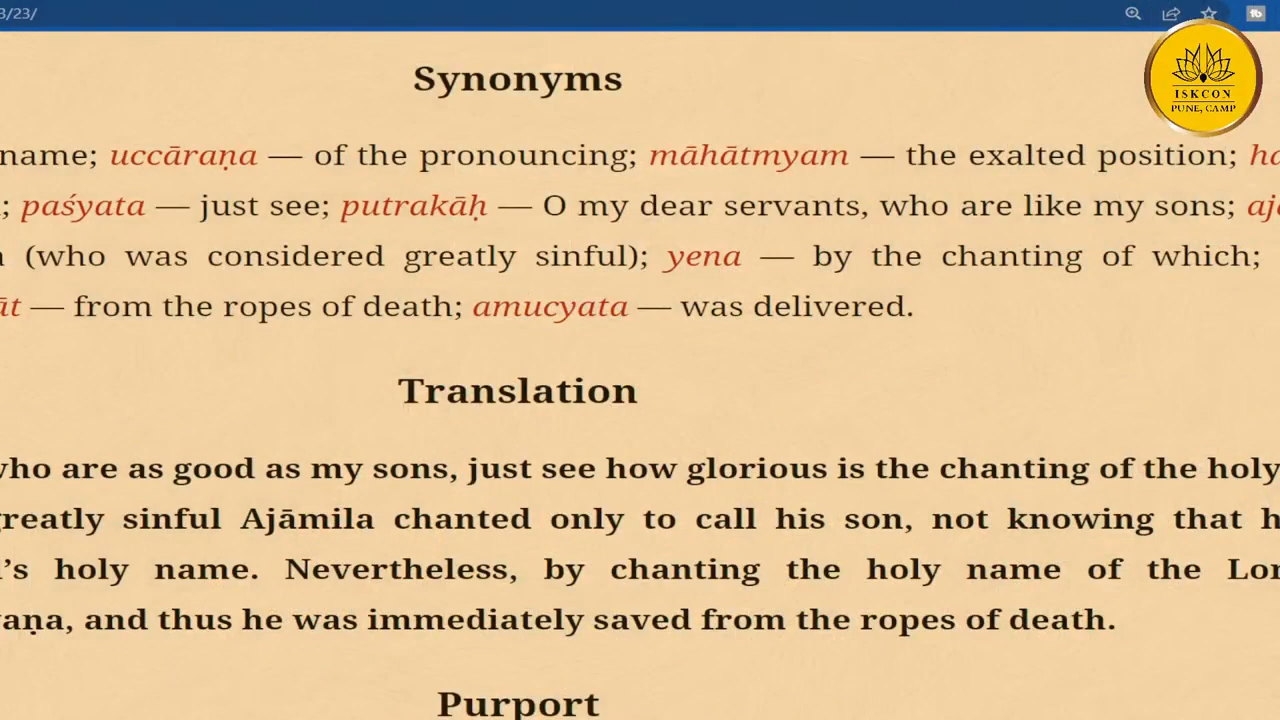 3/23/
ISKCON
PUNE, CAMP
Synonyms
name; uccāraṇa — of the pronouncing; māhātmyam — the exalted position; ha
; paśyata — just see; putrakāḥ — O my dear servants, who are like my sons; aj
(who was considered greatly sinful); yena — by the chanting of which;
āt — from the ropes of death; amucyata — was delivered.
Translation
who are as good as my sons, just see how glorious is the chanting of the holy
greatly sinful Ajāmila chanted only to call his son, not knowing that h
’s holy name. Nevertheless, by chanting the holy name of the Lor
yaṇa, and thus he was immediately saved from the ropes of death.
Purport